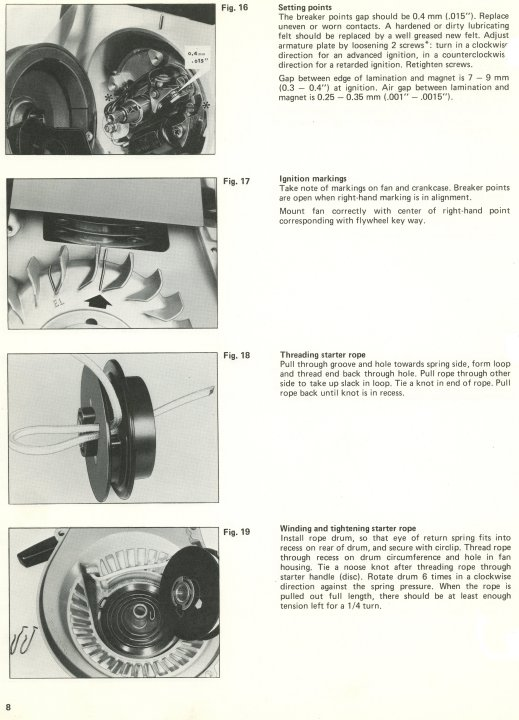 Fig. 16
0,4mm
.015"
Setting points
The breaker points gap should be 0.4 mm (.015"). Replace
uneven or worn contacts. A hardened or dirty lubricating
felt should be replaced by a well greased new felt. Adjust
armature plate by loosening 2 screws*: turn in a clockwise
direction for an advanced ignition, in a counterclockwis
direction for a retarded ignition. Retighten screws.
Gap between edge of lamination and magnet is 7 – 9 mm
(0.3 – 0.4") at ignition. Air gap between lamination and
magnet is 0.25 – 0.35 mm (.001" – .0015").
Fig. 17
Ignition markings
Take note of markings on fan and crankcase. Breaker points
are open when right-hand marking is in alignment.
Mount fan correctly with center of right-hand point
corresponding with flywheel key way.
Fig. 18
Threading starter rope
Pull through groove and hole towards spring side, form loop
and thread end back through hole. Pull rope through other
side to take up slack in loop. Tie a knot in end of rope. Pull
rope back until knot is in recess.
Fig. 19
Winding and tightening starter rope
Install rope drum, so that eye of return spring fits into
recess on rear of drum, and secure with circlip. Thread rope
through recess on drum circumference and hole in fan
housing. Tie a noose knot after threading rope through
starter handle (disc). Rotate drum 6 times in a clockwise
direction against the spring pressure. When the rope is
pulled out full length, there should be at least enough
tension left for a 1/4 turn.
8